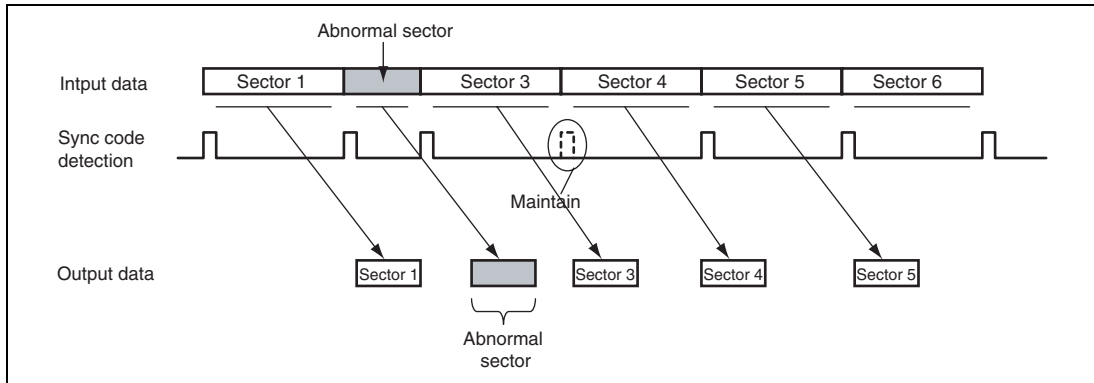 Abnormal sector
Intput data
Sector 1
Sector 3
Sector 4
Sector 5
Sector 6
Sync code
detection
Maintain
Output data
Sector 1
Sector 3
Sector 4
Sector 5
Abnormal
sector